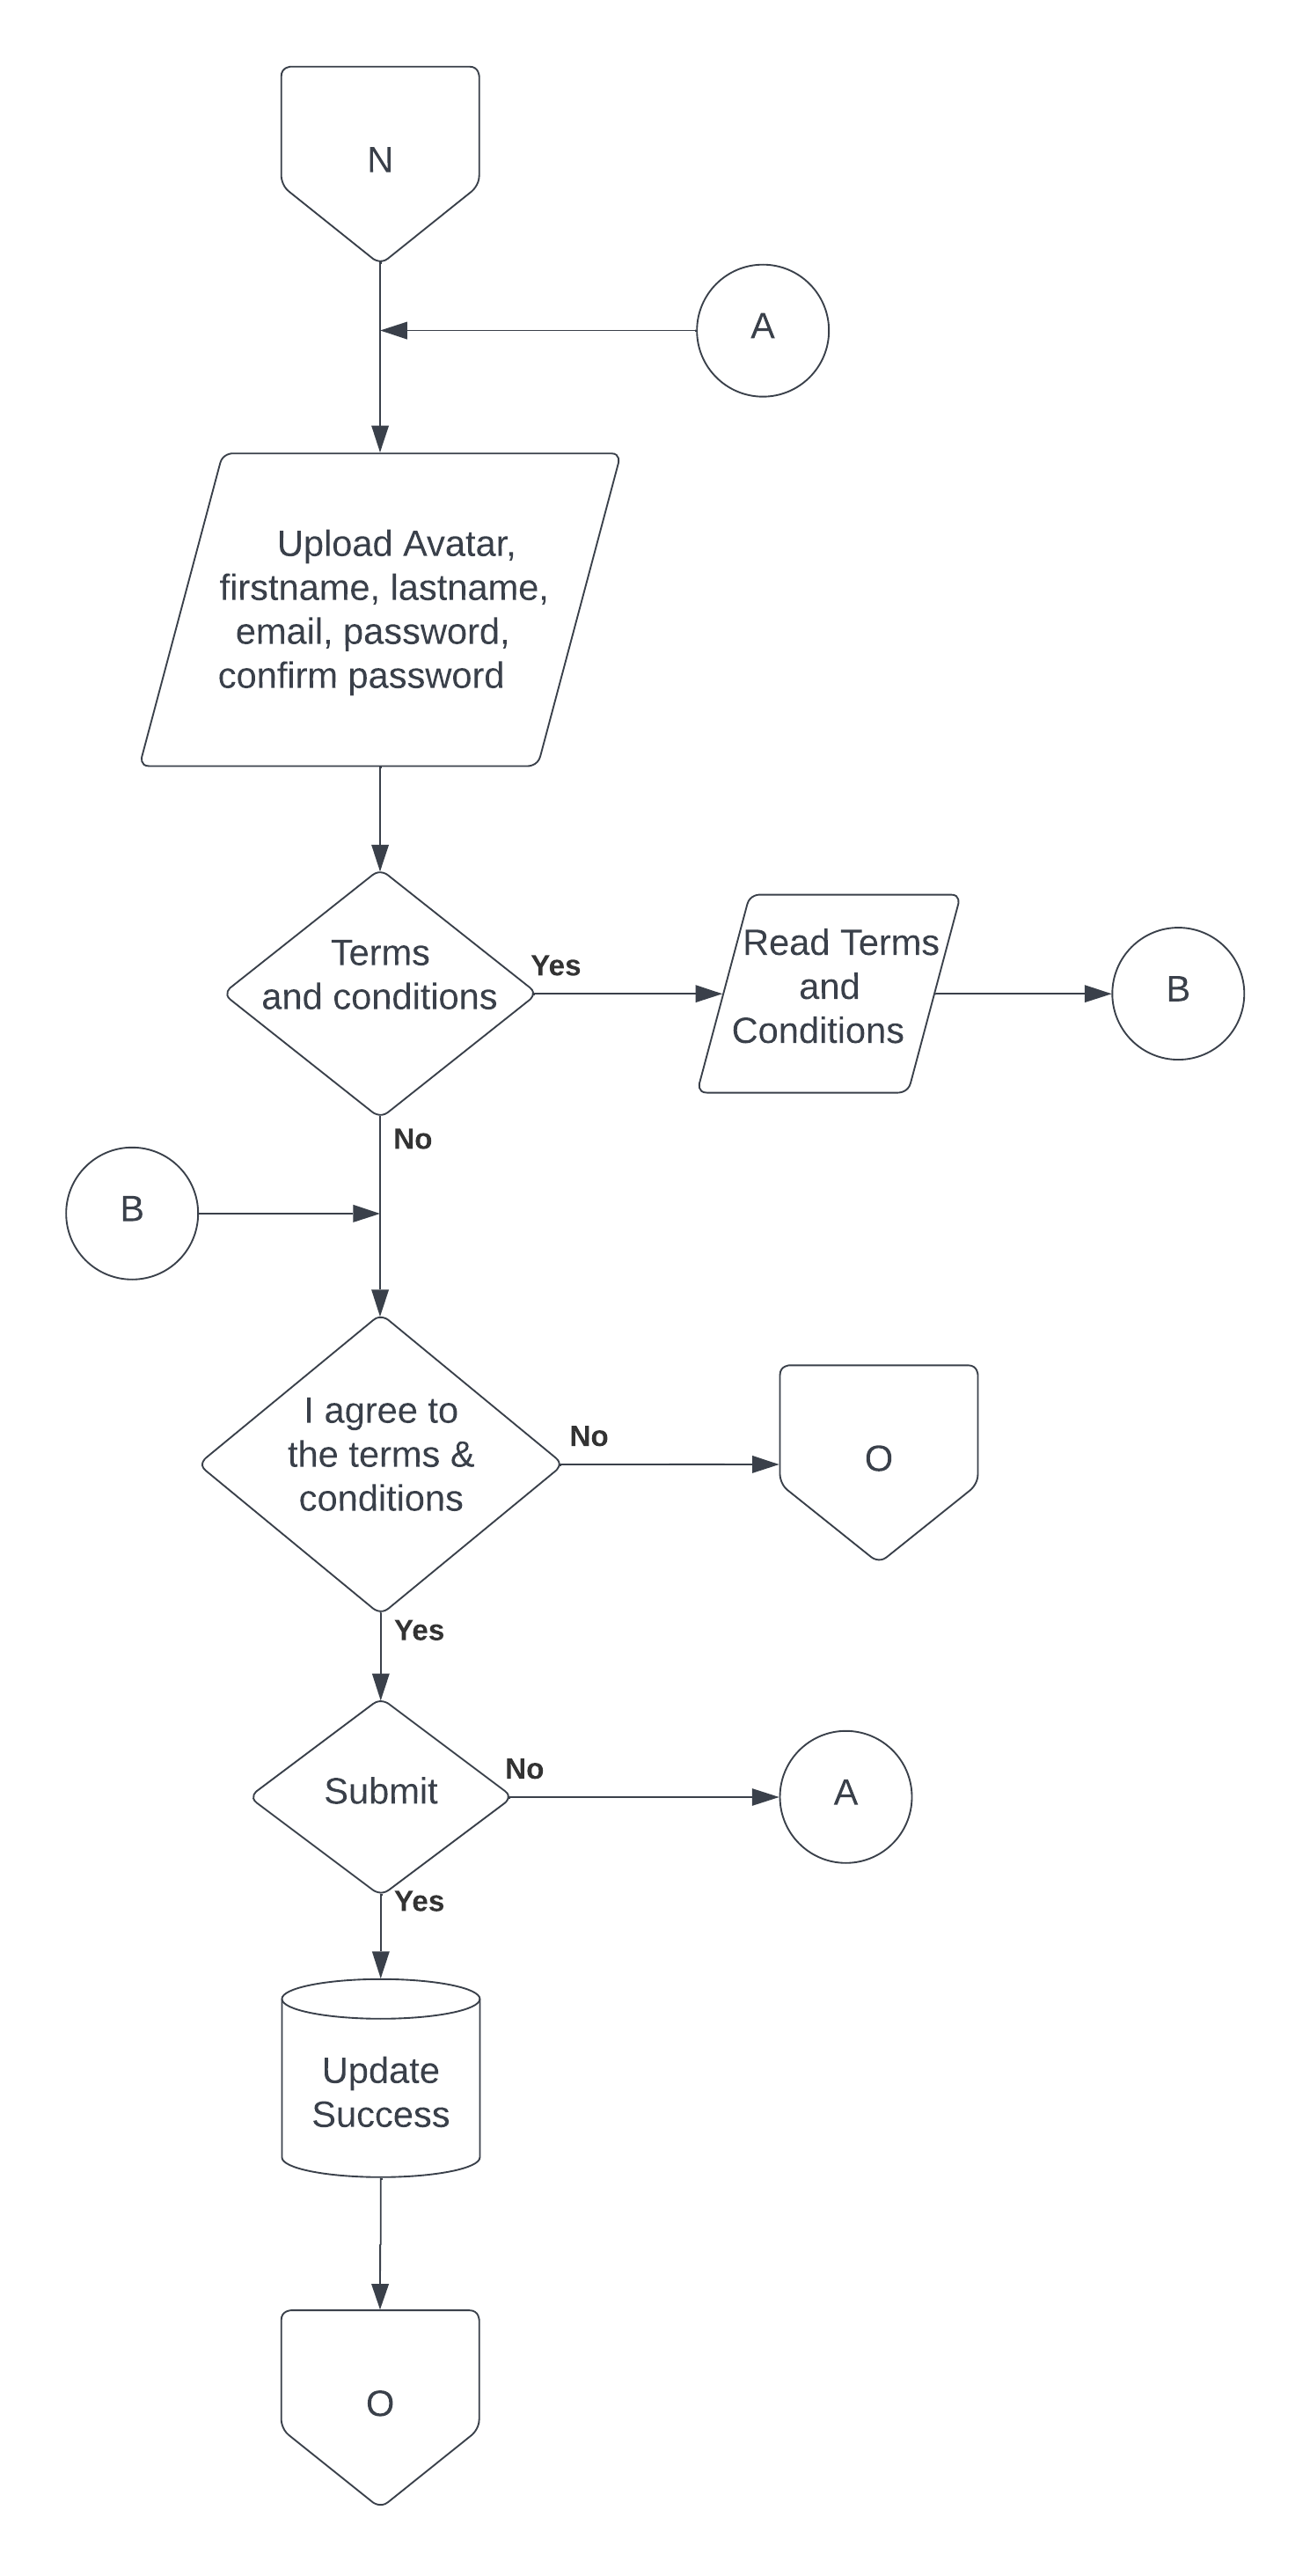 N
A
Upload Avatar,
firstname, lastname,
email, password,
confirm password
Terms
and conditions
Yes
Read Terms
and
Conditions
B
No
B
I agree to
the terms &
conditions
No
O
Yes
Submit
No
A
Yes
Update
Success
O